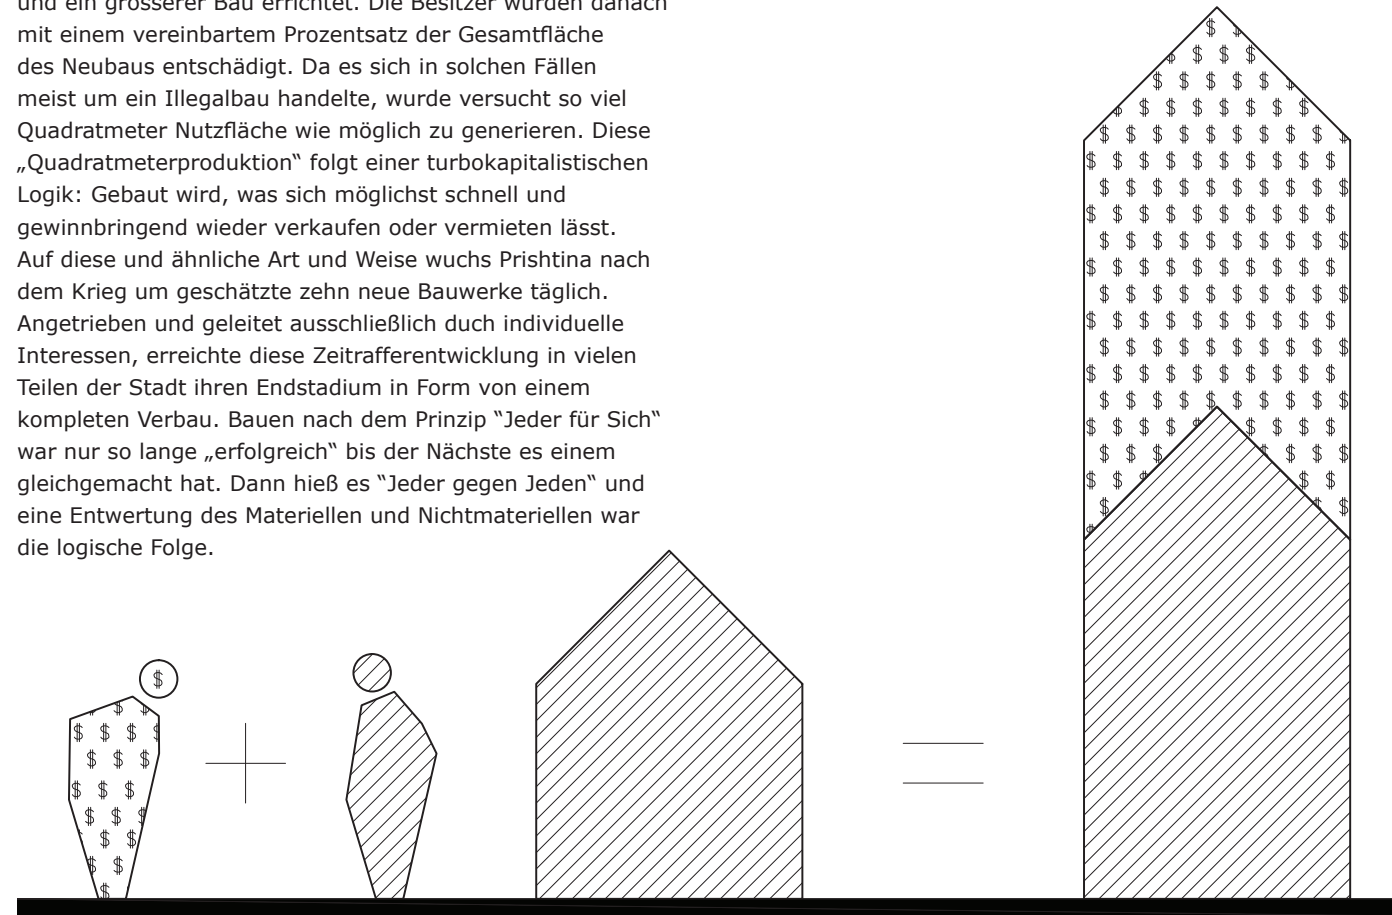 und ein grösserer Bau errichtet. Die Besitzer wurden danach
mit einem vereinbartem Prozentsatz der Gesamtfläche
des Neubaus entschädigt. Da es sich in solchen Fällen
meist um ein Illegalbau handelte, wurde versucht so viel
Quadratmeter Nutzfläche wie möglich zu generieren. Diese
„Quadratmeterproduktion“ folgt einer turbokapitalistischen
Logik: Gebaut wird, was sich möglichst schnell und
gewinnbringend wieder verkaufen oder vermieten lässt.
Auf diese und ähnliche Art und Weise wuchs Prishtina nach
dem Krieg um geschätzte zehn neue Bauwerke täglich.
Angetrieben und geleitet ausschließlich duch individuelle
Interessen, erreichte diese Zeitrafferentwicklung in vielen
Teilen der Stadt ihren Endstadium in Form von einem
kompleten Verbau. Bauen nach dem Prinzip “Jeder für Sich“
war nur so lange „erfolgreich“ bis der Nächste es einem
gleichgemacht hat. Dann hieß es “Jeder gegen Jeden“ und
eine Entwertung des Materiellen und Nichtmateriellen war
die logische Folge.